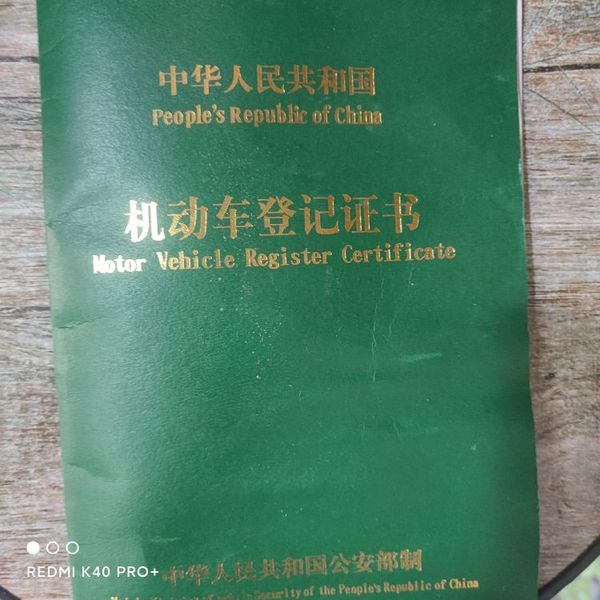 中华人民共和国
People's Republic of China
机动车登记证书
Motor Vehicle Register Certificate
中华人民共和国公安部制
Security of the People's Republic of China
REDMI K40 PRO+